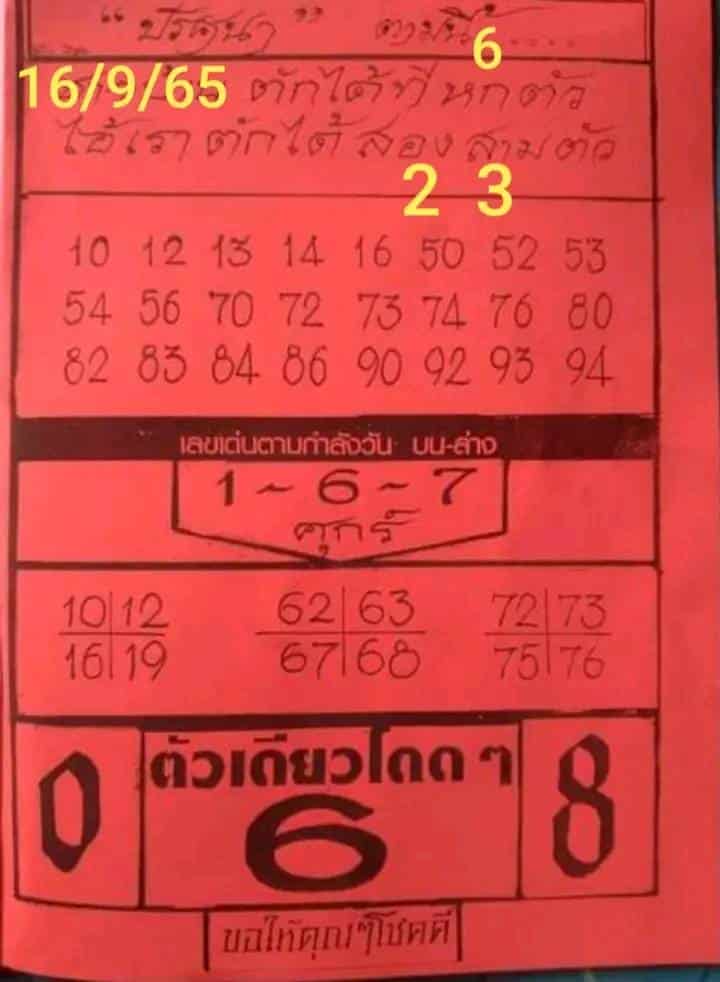 “ปริศนา” ตามนี้....
6
16/9/65 ตักได้ที หกตัว
ไอ้เรา ตักได้ สอง สาม ตัว
2 3
10 12 13 14 16 50 52 53
54 56 70 72 73 74 76 80
82 83 84 86 90 92 93 94
เลขเด่นตามกำลังวัน บน-ล่าง
1 ~ 6 ~ 7
ศุกร์
10 12 62 63 72 73
16 19 67 68 75 76
ตัวเดียวโดด ๆ
0 6 8
ขอให้คุณๆโชคดี